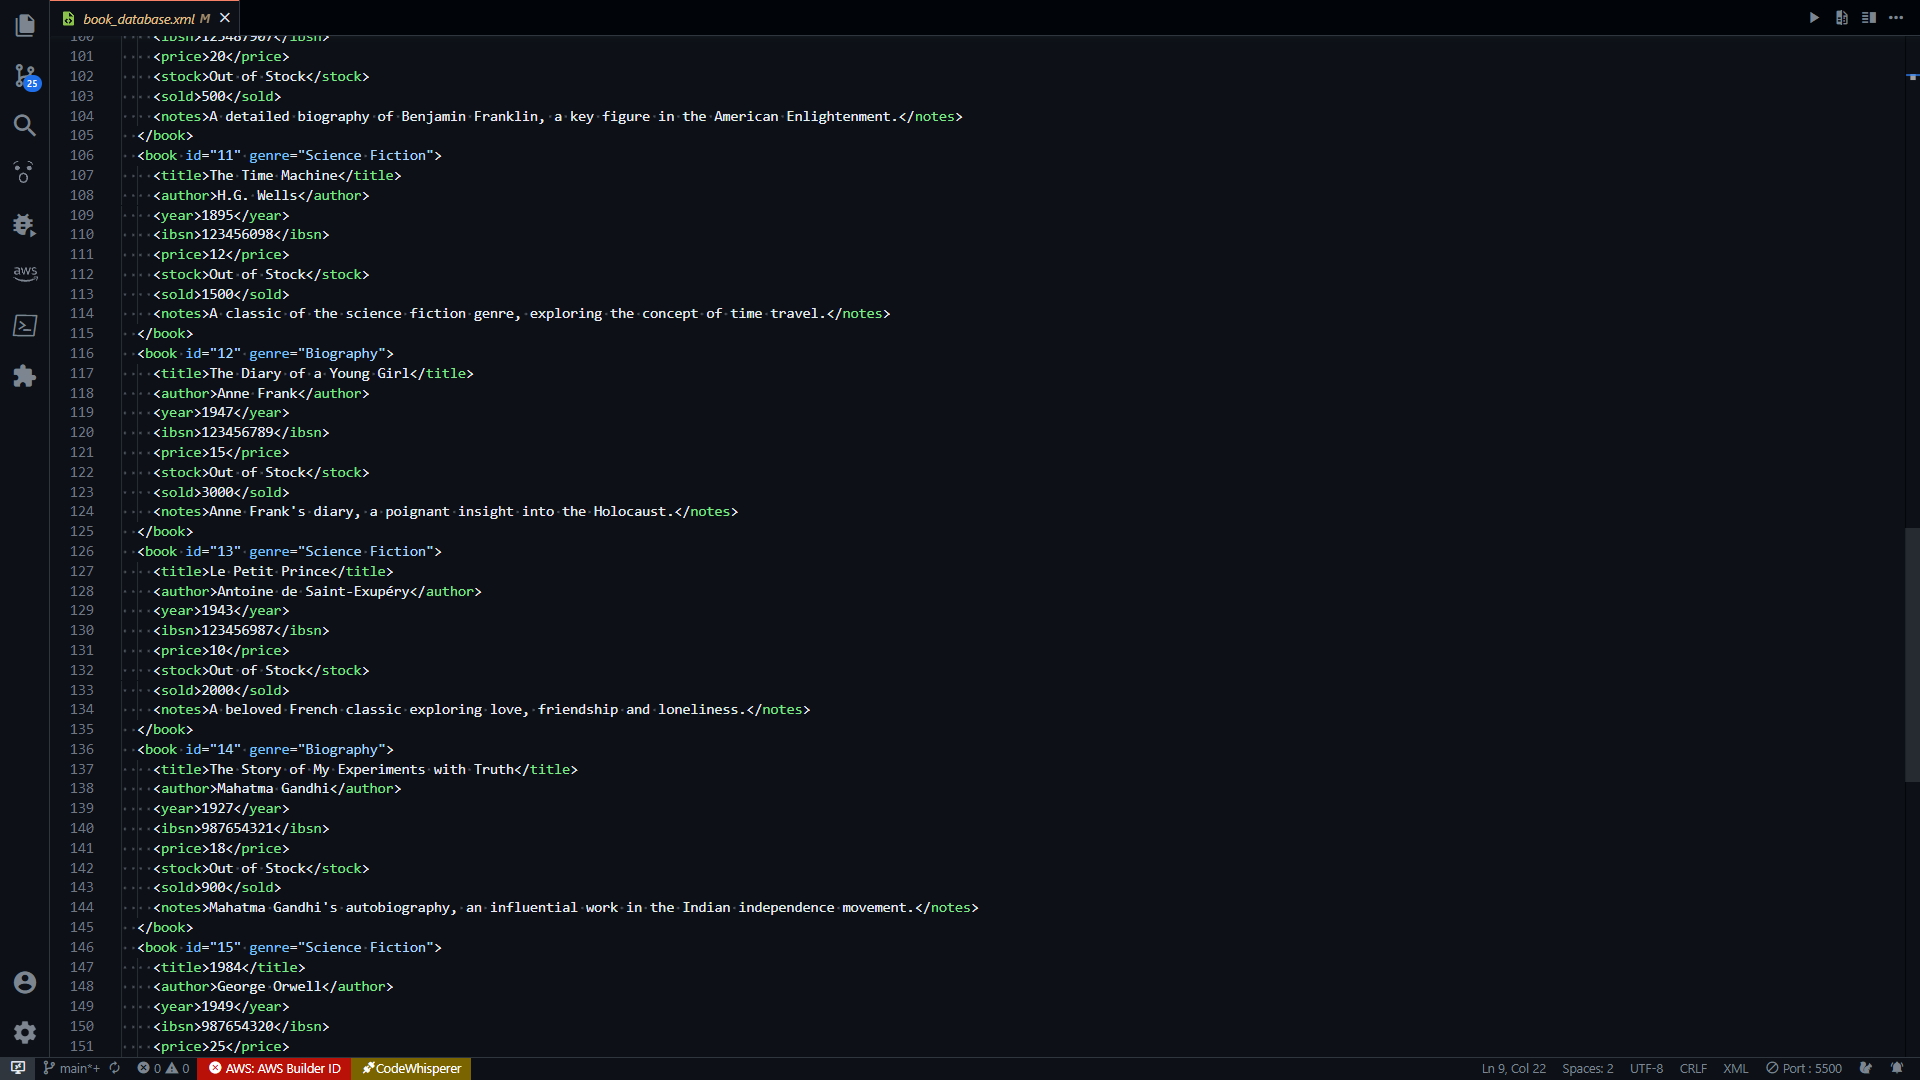 book_database.xml M
25
aws
100 <ibsn>123487907</ibsn>
101 <price>20</price>
102 <stock>Out of Stock</stock>
103 <sold>500</sold>
104 <notes>A detailed biography of Benjamin Franklin, a key figure in the American Enlightenment.</notes>
105 </book>
106 <book id="11" genre="Science Fiction">
107 <title>The Time Machine</title>
108 <author>H.G. Wells</author>
109 <year>1895</year>
110 <ibsn>123456098</ibsn>
111 <price>12</price>
112 <stock>Out of Stock</stock>
113 <sold>1500</sold>
114 <notes>A classic of the science fiction genre, exploring the concept of time travel.</notes>
115 </book>
116 <book id="12" genre="Biography">
117 <title>The Diary of a Young Girl</title>
118 <author>Anne Frank</author>
119 <year>1947</year>
120 <ibsn>123456789</ibsn>
121 <price>15</price>
122 <stock>Out of Stock</stock>
123 <sold>3000</sold>
124 <notes>Anne Frank's diary, a poignant insight into the Holocaust.</notes>
125 </book>
126 <book id="13" genre="Science Fiction">
127 <title>Le Petit Prince</title>
128 <author>Antoine de Saint-Exupéry</author>
129 <year>1943</year>
130 <ibsn>123456987</ibsn>
131 <price>10</price>
132 <stock>Out of Stock</stock>
133 <sold>2000</sold>
134 <notes>A beloved French classic exploring love, friendship and loneliness.</notes>
135 </book>
136 <book id="14" genre="Biography">
137 <title>The Story of My Experiments with Truth</title>
138 <author>Mahatma Gandhi</author>
139 <year>1927</year>
140 <ibsn>987654321</ibsn>
141 <price>18</price>
142 <stock>Out of Stock</stock>
143 <sold>900</sold>
144 <notes>Mahatma Gandhi's autobiography, an influential work in the Indian independence movement.</notes>
145 </book>
146 <book id="15" genre="Science Fiction">
147 <title>1984</title>
148 <author>George Orwell</author>
149 <year>1949</year>
150 <ibsn>987654320</ibsn>
151 <price>25</price>
main*+ 0 0 AWS: AWS Builder ID CodeWhisperer Ln 9, Col 22 Spaces: 2 UTF-8 CRLF XML Port : 5500